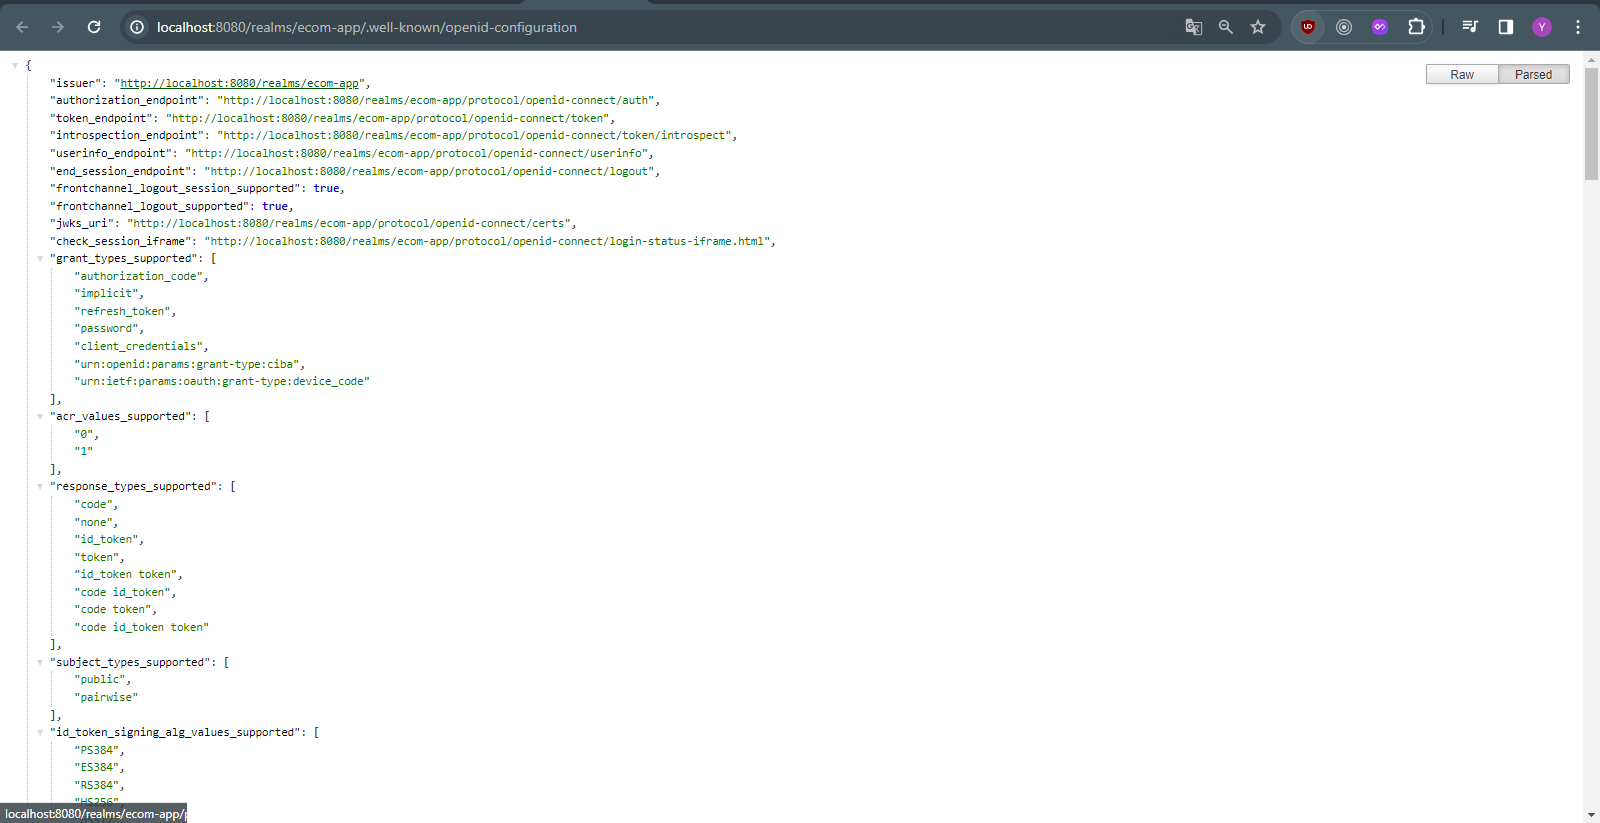 localhost:8080/realms/ecom-app/.well-known/openid-configuration
UD
Y
Raw
Parsed
{
"issuer": "http://localhost:8080/realms/ecom-app",
"authorization_endpoint": "http://localhost:8080/realms/ecom-app/protocol/openid-connect/auth",
"token_endpoint": "http://localhost:8080/realms/ecom-app/protocol/openid-connect/token",
"introspection_endpoint": "http://localhost:8080/realms/ecom-app/protocol/openid-connect/token/introspect",
"userinfo_endpoint": "http://localhost:8080/realms/ecom-app/protocol/openid-connect/userinfo",
"end_session_endpoint": "http://localhost:8080/realms/ecom-app/protocol/openid-connect/logout",
"frontchannel_logout_session_supported": true,
"frontchannel_logout_supported": true,
"jwks_uri": "http://localhost:8080/realms/ecom-app/protocol/openid-connect/certs",
"check_session_iframe": "http://localhost:8080/realms/ecom-app/protocol/openid-connect/login-status-iframe.html",
"grant_types_supported": [
"authorization_code",
"implicit",
"refresh_token",
"password",
"client_credentials",
"urn:openid:params:grant-type:ciba",
"urn:ietf:params:oauth:grant-type:device_code"
],
"acr_values_supported": [
"0",
"1"
],
"response_types_supported": [
"code",
"none",
"id_token",
"token",
"id_token token",
"code id_token",
"code token",
"code id_token token"
],
"subject_types_supported": [
"public",
"pairwise"
],
"id_token_signing_alg_values_supported": [
"PS384",
"ES384",
"RS384",
"HS256",
localhost:8080/realms/ecom-app/p